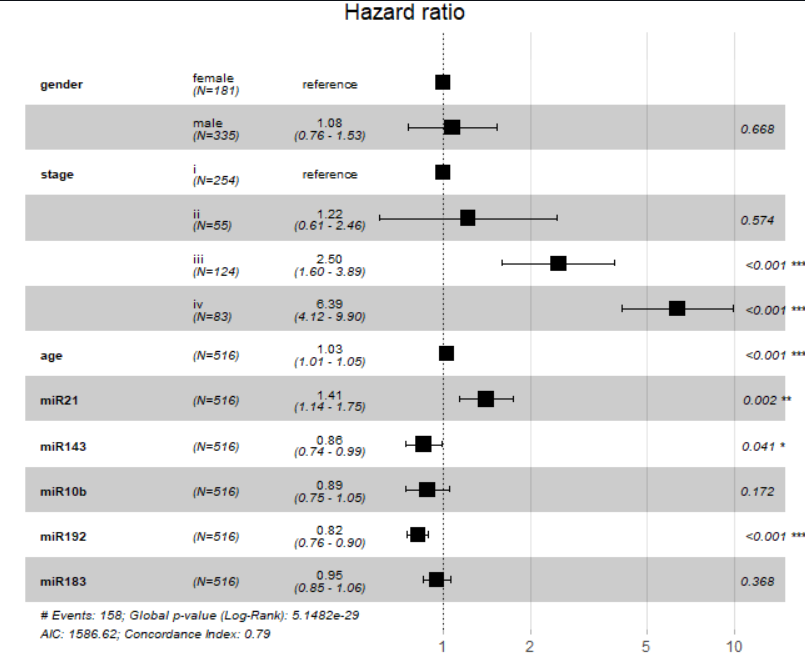 Hazard ratio
gender female (N=181) reference
male (N=335) 1.08 (0.76 - 1.53) 0.668
stage i (N=254) reference
ii (N=55) 1.22 (0.61 - 2.46) 0.574
iii (N=124) 2.50 (1.60 - 3.89) <0.001 ***
iv (N=83) 6.39 (4.12 - 9.90) <0.001 ***
age (N=516) 1.03 (1.01 - 1.05) <0.001 ***
miR21 (N=516) 1.41 (1.14 - 1.75) 0.002 **
miR143 (N=516) 0.86 (0.74 - 0.99) 0.041 *
miR10b (N=516) 0.89 (0.75 - 1.05) 0.172
miR192 (N=516) 0.82 (0.76 - 0.90) <0.001 ***
miR183 (N=516) 0.95 (0.85 - 1.06) 0.368
# Events: 158; Global p-value (Log-Rank): 5.1482e-29
AIC: 1586.62; Concordance Index: 0.79
1 2 5 10